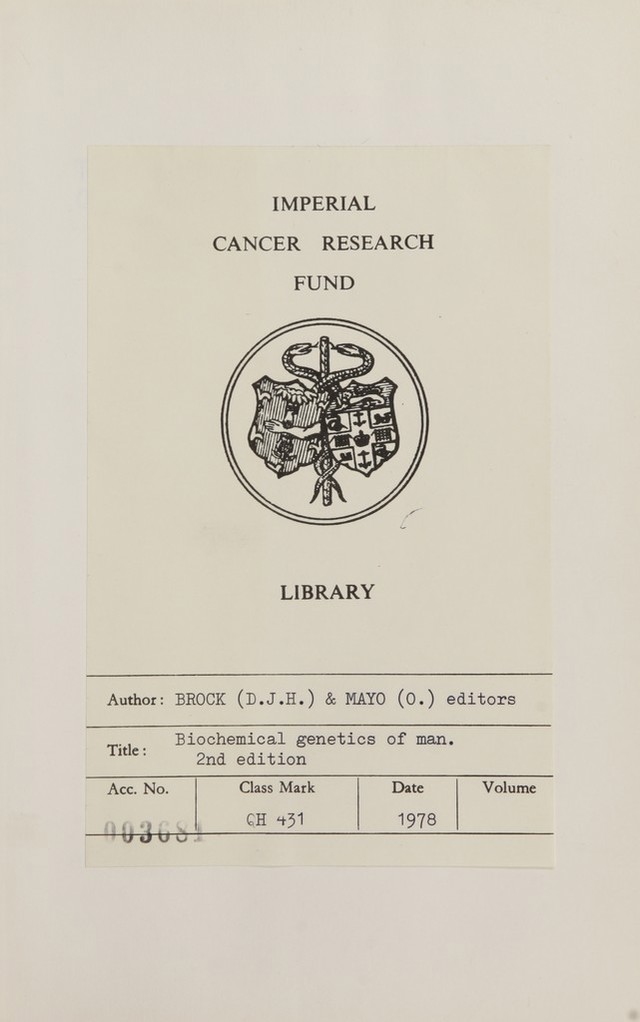 IMPERIAL
CANCER RESEARCH
FUND
LIBRARY
Author: BROCK (D.J.H.) & MAYO (O.) editors
Title: Biochemical genetics of man.
2nd edition
Acc. No. Class Mark Date Volume
003681 QH 431 1978